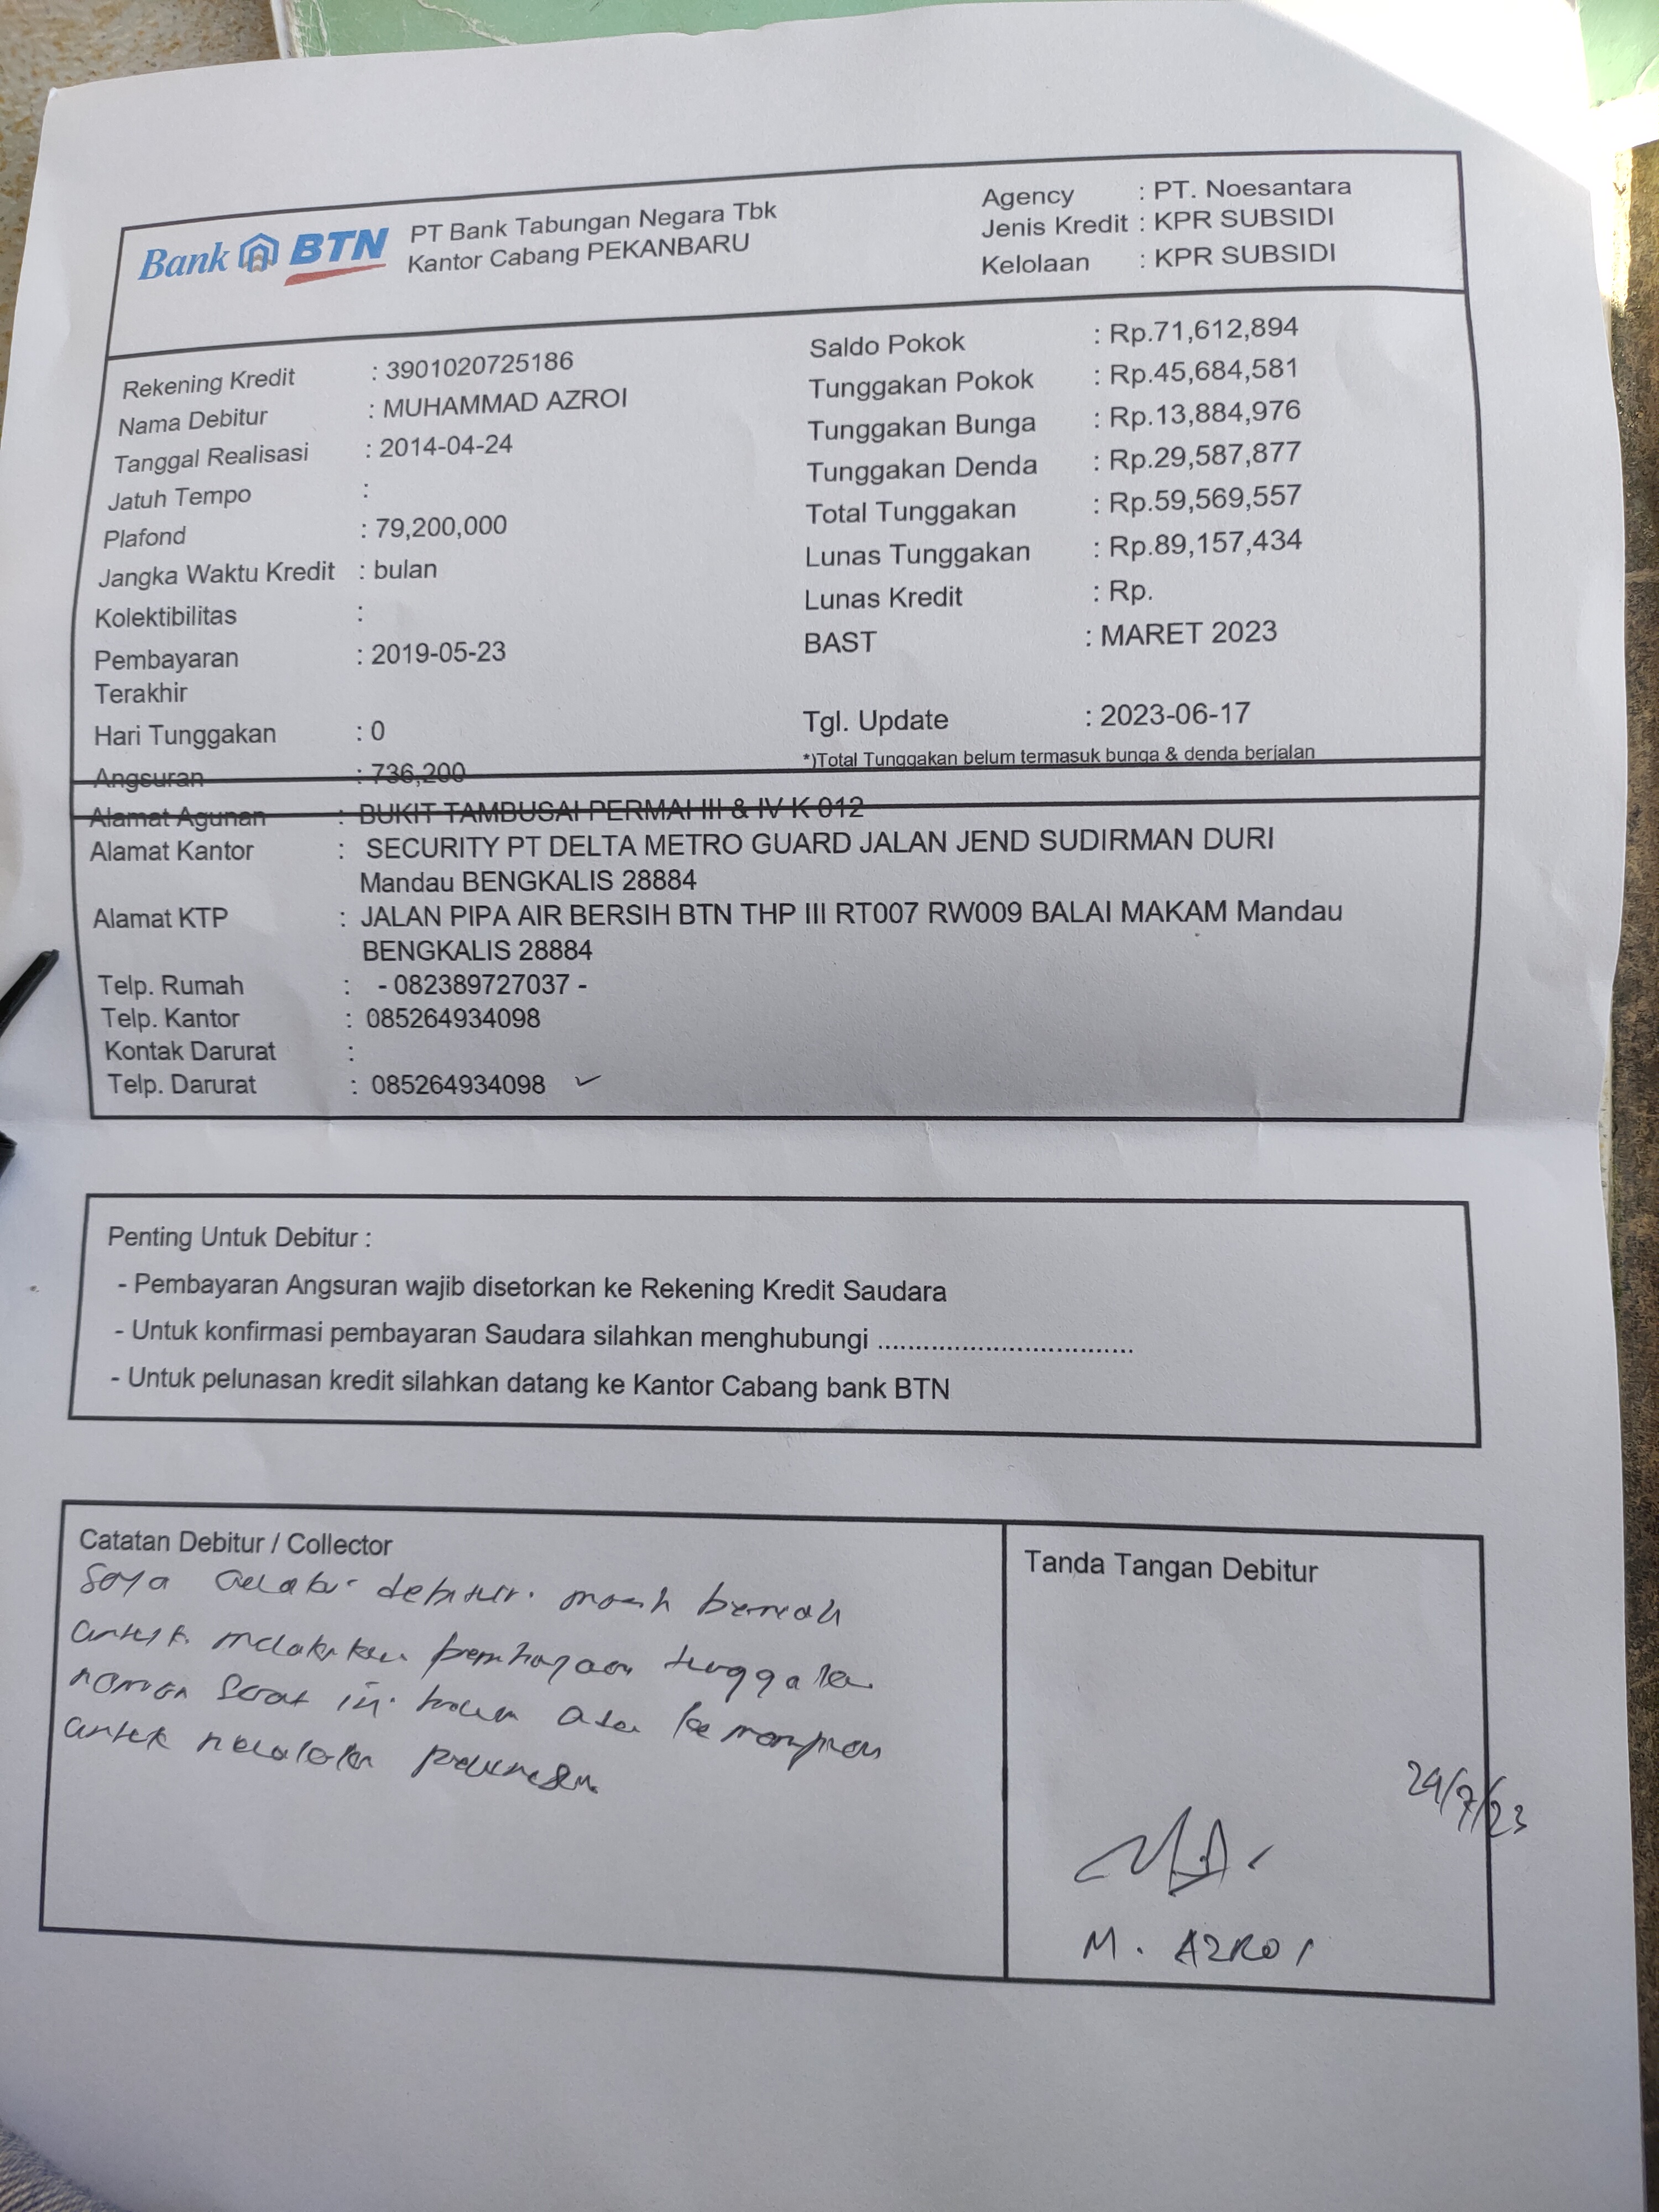 Bank BTN
PT Bank Tabungan Negara Tbk
Kantor Cabang PEKANBARU
Agency : PT. Noesantara
Jenis Kredit : KPR SUBSIDI
Kelolaan : KPR SUBSIDI
Rekening Kredit : 3901020725186
Nama Debitur : MUHAMMAD AZROI
Tanggal Realisasi : 2014-04-24
Jatuh Tempo :
Plafond : 79,200,000
Jangka Waktu Kredit : bulan
Kolektibilitas :
Pembayaran : 2019-05-23
Terakhir
Hari Tunggakan : 0
Angsuran : 736,200
Saldo Pokok : Rp.71,612,894
Tunggakan Pokok : Rp.45,684,581
Tunggakan Bunga : Rp.13,884,976
Tunggakan Denda : Rp.29,587,877
Total Tunggakan : Rp.59,569,557
Lunas Tunggakan : Rp.89,157,434
Lunas Kredit : Rp.
BAST : MARET 2023
Tgl. Update : 2023-06-17
*)Total Tunggakan belum termasuk bunga & denda berjalan
Alamat Agunan : BUKIT TAMBUSAI PERMAI III & IV K 012
Alamat Kantor : SECURITY PT DELTA METRO GUARD JALAN JEND SUDIRMAN DURI
Mandau BENGKALIS 28884
Alamat KTP : JALAN PIPA AIR BERSIH BTN THP III RT007 RW009 BALAI MAKAM Mandau
BENGKALIS 28884
Telp. Rumah : - 082389727037 -
Telp. Kantor : 085264934098
Kontak Darurat :
Telp. Darurat : 085264934098
Penting Untuk Debitur :
- Pembayaran Angsuran wajib disetorkan ke Rekening Kredit Saudara
- Untuk konfirmasi pembayaran Saudara silahkan menghubungi ..................................
- Untuk pelunasan kredit silahkan datang ke Kantor Cabang bank BTN
Catatan Debitur / Collector
Saya debitur masih
untuk melakukan pembayaran
saat ini ada
untuk
Tanda Tangan Debitur
24/7/23
M. AZROI